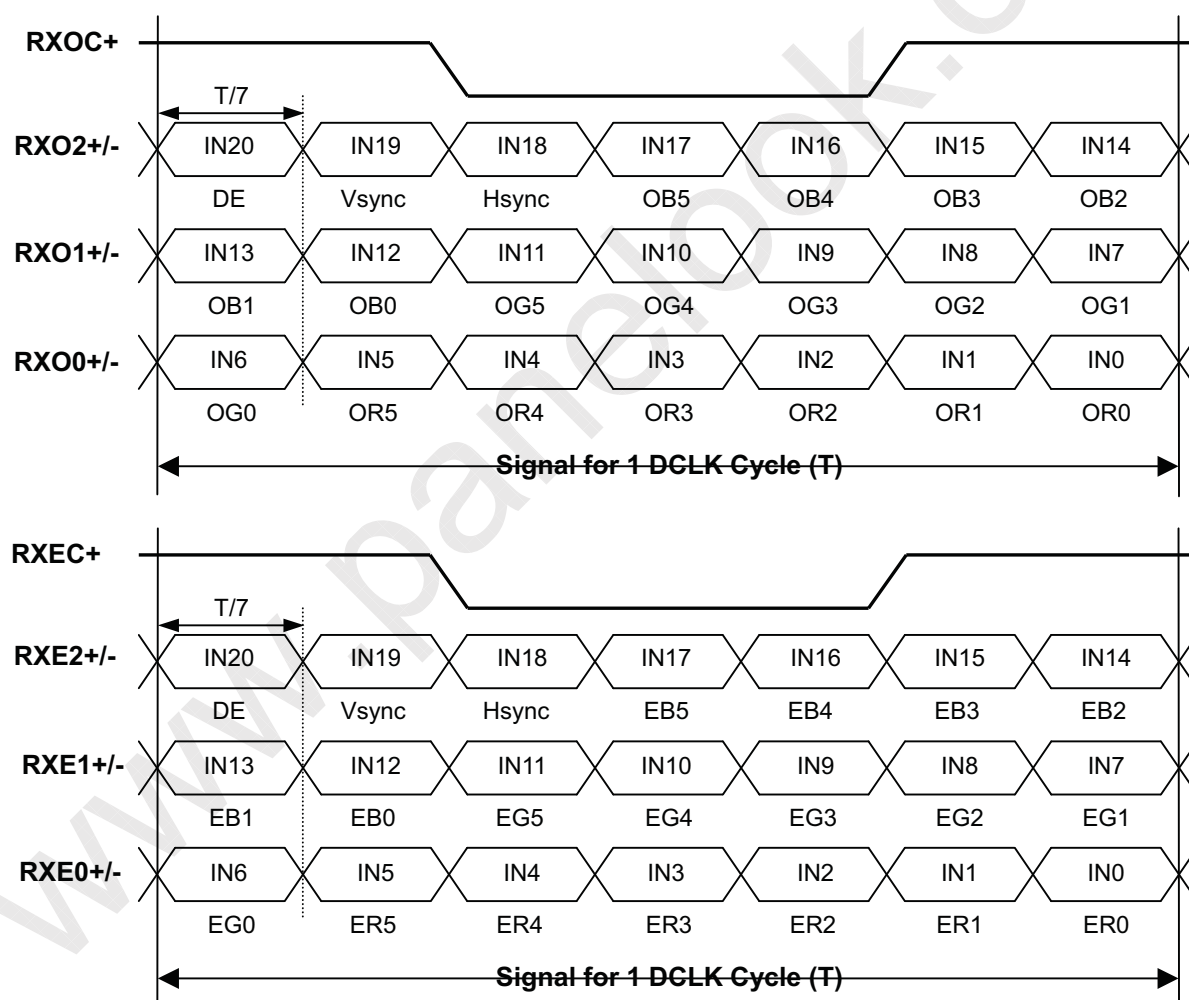 RXOC+
T/7
RXO2+/- IN20 IN19 IN18 IN17 IN16 IN15 IN14
DE Vsync Hsync OB5 OB4 OB3 OB2
RXO1+/- IN13 IN12 IN11 IN10 IN9 IN8 IN7
OB1 OB0 OG5 OG4 OG3 OG2 OG1
RXO0+/- IN6 IN5 IN4 IN3 IN2 IN1 IN0
OG0 OR5 OR4 OR3 OR2 OR1 OR0
Signal for 1 DCLK Cycle (T)
RXEC+
T/7
RXE2+/- IN20 IN19 IN18 IN17 IN16 IN15 IN14
DE Vsync Hsync EB5 EB4 EB3 EB2
RXE1+/- IN13 IN12 IN11 IN10 IN9 IN8 IN7
EB1 EB0 EG5 EG4 EG3 EG2 EG1
RXE0+/- IN6 IN5 IN4 IN3 IN2 IN1 IN0
EG0 ER5 ER4 ER3 ER2 ER1 ER0
Signal for 1 DCLK Cycle (T)
www.panelook.